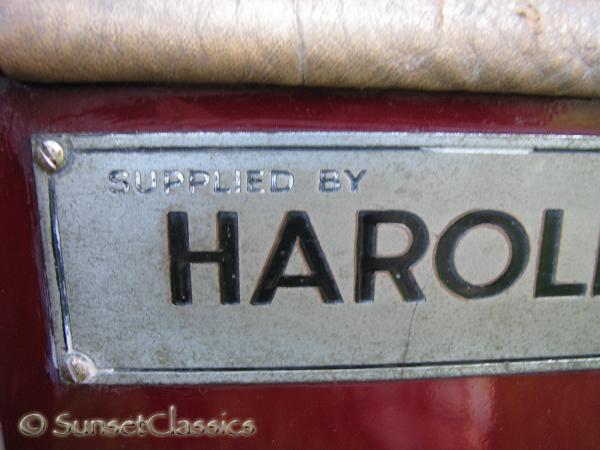 SUPPLIED BY
HAROL
© SunsetClassics